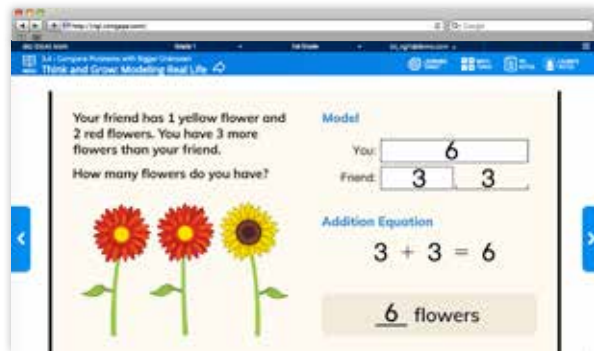 Think and Grow: Modeling Real Life
Your friend has 1 yellow flower and
2 red flowers. You have 3 more
flowers than your friend.
How many flowers do you have?
Model
You: 6
Friend: 3 3
Addition Equation
3 + 3 = 6
6 flowers